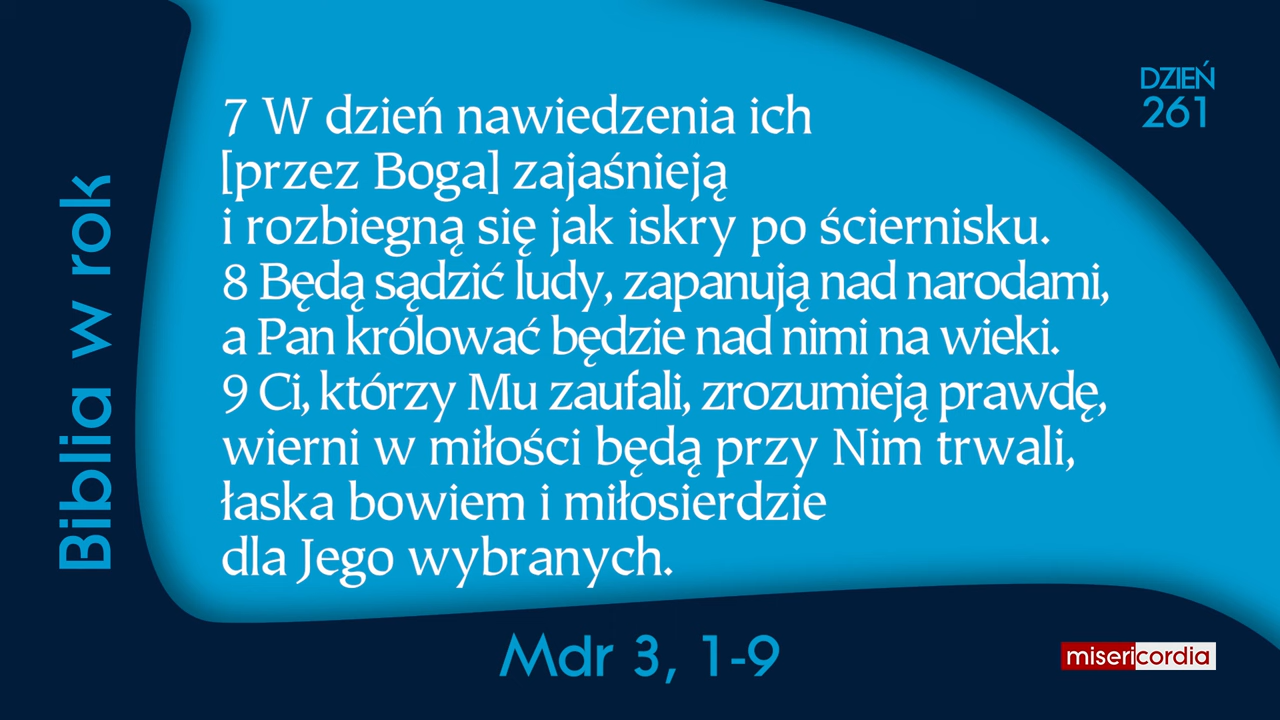 DZIEŃ
261
7 W dzień nawiedzenia ich
[przez Boga] zajaśnieją
i rozbiegną się jak iskry po ściernisku.
8 Będą sądzić ludy, zapanują nad narodami,
a Pan królować będzie nad nimi na wieki.
9 Ci, którzy Mu zaufali, zrozumieją prawdę,
wierni w miłości będą przy Nim trwali,
łaska bowiem i miłosierdzie
dla Jego wybranych.
Biblia w rok
Mdr 3, 1-9
misericordia